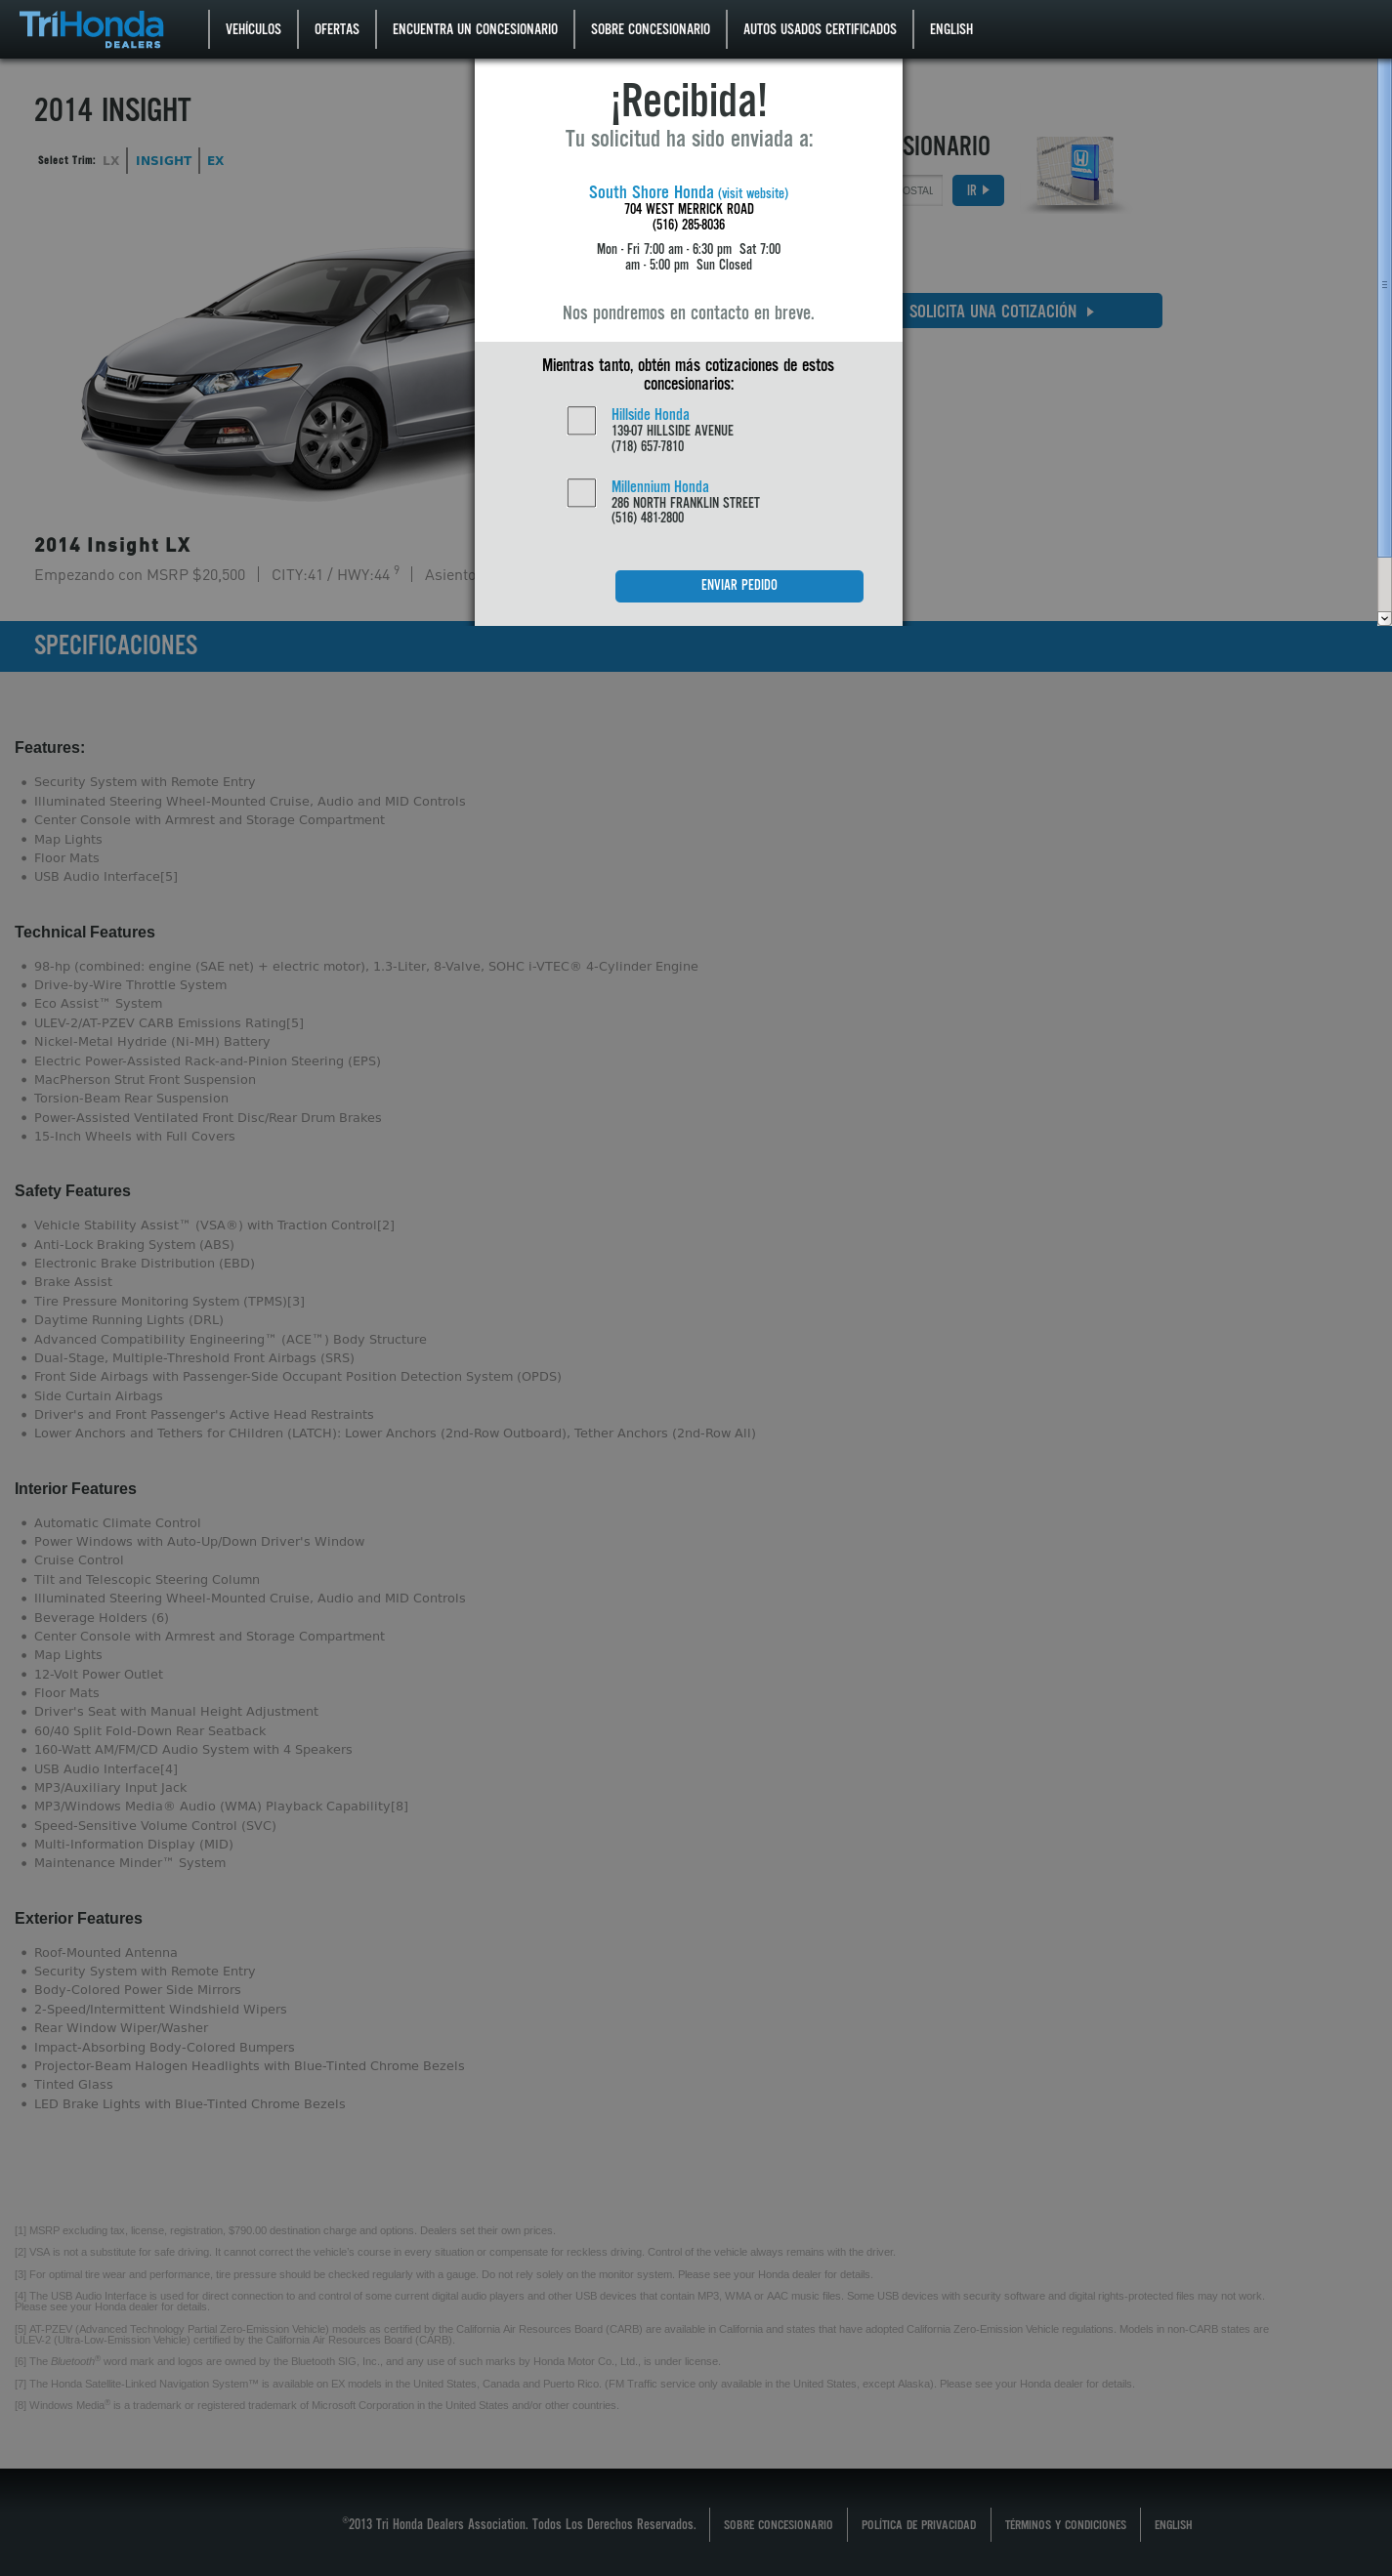 TriHonda
DEALERS
VEHÍCULOS
OFERTAS
ENCUENTRA UN CONCESIONARIO
SOBRE CONCESIONARIO
AUTOS USADOS CERTIFICADOS
ENGLISH
2014 INSIGHT
Select Trim: LX INSIGHT EX
¡Recibida!
Tu solicitud ha sido enviada a:
South Shore Honda (visit website)
704 WEST MERRICK ROAD
(516) 285-8036
Mon - Fri 7:00 am - 6:30 pm Sat 7:00
am - 5:00 pm Sun Closed
Nos pondremos en contacto en breve.
Mientras tanto, obtén más cotizaciones de estos
concesionarios:
Hillside Honda
139-07 HILLSIDE AVENUE
(718) 657-7810
Millennium Honda
286 NORTH FRANKLIN STREET
(516) 481-2800
ENVIAR PEDIDO
SIONARIO
OSTAL
IR
SOLICITA UNA COTIZACIÓN
2014 Insight LX
Empezando con MSRP $20,500 CITY:41 / HWY:44 9 Asiento
SPECIFICACIONES
Features:
Security System with Remote Entry
Illuminated Steering Wheel-Mounted Cruise, Audio and MID Controls
Center Console with Armrest and Storage Compartment
Map Lights
Floor Mats
USB Audio Interface[5]
Technical Features
98-hp (combined: engine (SAE net) + electric motor), 1.3-Liter, 8-Valve, SOHC i-VTEC® 4-Cylinder Engine
Drive-by-Wire Throttle System
Eco Assist™ System
ULEV-2/AT-PZEV CARB Emissions Rating[5]
Nickel-Metal Hydride (Ni-MH) Battery
Electric Power-Assisted Rack-and-Pinion Steering (EPS)
MacPherson Strut Front Suspension
Torsion-Beam Rear Suspension
Power-Assisted Ventilated Front Disc/Rear Drum Brakes
15-Inch Wheels with Full Covers
Safety Features
Vehicle Stability Assist™ (VSA®) with Traction Control[2]
Anti-Lock Braking System (ABS)
Electronic Brake Distribution (EBD)
Brake Assist
Tire Pressure Monitoring System (TPMS)[3]
Daytime Running Lights (DRL)
Advanced Compatibility Engineering™ (ACE™) Body Structure
Dual-Stage, Multiple-Threshold Front Airbags (SRS)
Front Side Airbags with Passenger-Side Occupant Position Detection System (OPDS)
Side Curtain Airbags
Driver's and Front Passenger's Active Head Restraints
Lower Anchors and Tethers for CHildren (LATCH): Lower Anchors (2nd-Row Outboard), Tether Anchors (2nd-Row All)
Interior Features
Automatic Climate Control
Power Windows with Auto-Up/Down Driver's Window
Cruise Control
Tilt and Telescopic Steering Column
Illuminated Steering Wheel-Mounted Cruise, Audio and MID Controls
Beverage Holders (6)
Center Console with Armrest and Storage Compartment
Map Lights
12-Volt Power Outlet
Floor Mats
Driver's Seat with Manual Height Adjustment
60/40 Split Fold-Down Rear Seatback
160-Watt AM/FM/CD Audio System with 4 Speakers
USB Audio Interface[4]
MP3/Auxiliary Input Jack
MP3/Windows Media® Audio (WMA) Playback Capability[8]
Speed-Sensitive Volume Control (SVC)
Multi-Information Display (MID)
Maintenance Minder™ System
Exterior Features
Roof-Mounted Antenna
Security System with Remote Entry
Body-Colored Power Side Mirrors
2-Speed/Intermittent Windshield Wipers
Rear Window Wiper/Washer
Impact-Absorbing Body-Colored Bumpers
Projector-Beam Halogen Headlights with Blue-Tinted Chrome Bezels
Tinted Glass
LED Brake Lights with Blue-Tinted Chrome Bezels
[1] MSRP excluding tax, license, registration, $790.00 destination charge and options. Dealers set their own prices.
[2] VSA is not a substitute for safe driving. It cannot correct the vehicle's course in every situation or compensate for reckless driving. Control of the vehicle always remains with the driver.
[3] For optimal tire wear and performance, tire pressure should be checked regularly with a gauge. Do not rely solely on the monitor system. Please see your Honda dealer for details.
[4] The USB Audio Interface is used for direct connection to and control of some current digital audio players and other USB devices that contain MP3, WMA or AAC music files. Some USB devices with security software and digital rights-protected files may not work.
Please see your Honda dealer for details.
[5] AT-PZEV (Advanced Technology Partial Zero-Emission Vehicle) models as certified by the California Air Resources Board (CARB) are available in California and states that have adopted California Zero-Emission Vehicle regulations. Models in non-CARB states are
ULEV-2 (Ultra-Low-Emission Vehicle) certified by the California Air Resources Board (CARB).
[6] The Bluetooth® word mark and logos are owned by the Bluetooth SIG, Inc., and any use of such marks by Honda Motor Co., Ltd., is under license.
[7] The Honda Satellite-Linked Navigation System™ is available on EX models in the United States, Canada and Puerto Rico. (FM Traffic service only available in the United States, except Alaska). Please see your Honda dealer for details.
[8] Windows Media® is a trademark or registered trademark of Microsoft Corporation in the United States and/or other countries.
®2013 Tri Honda Dealers Association. Todos Los Derechos Reservados.
SOBRE CONCESIONARIO
POLÍTICA DE PRIVACIDAD
TÉRMINOS Y CONDICIONES
ENGLISH